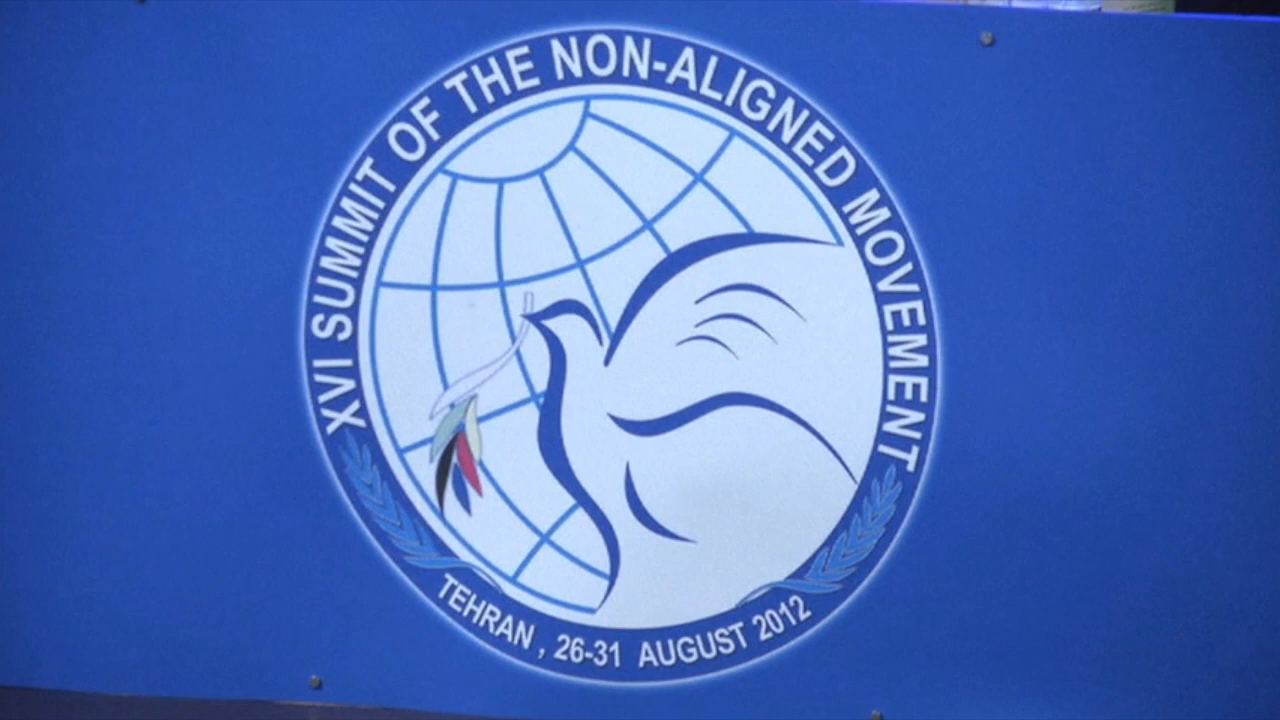 XVI SUMMIT OF THE NON-ALIGNED MOVEMENT
TEHRAN , 26-31 AUGUST 2012